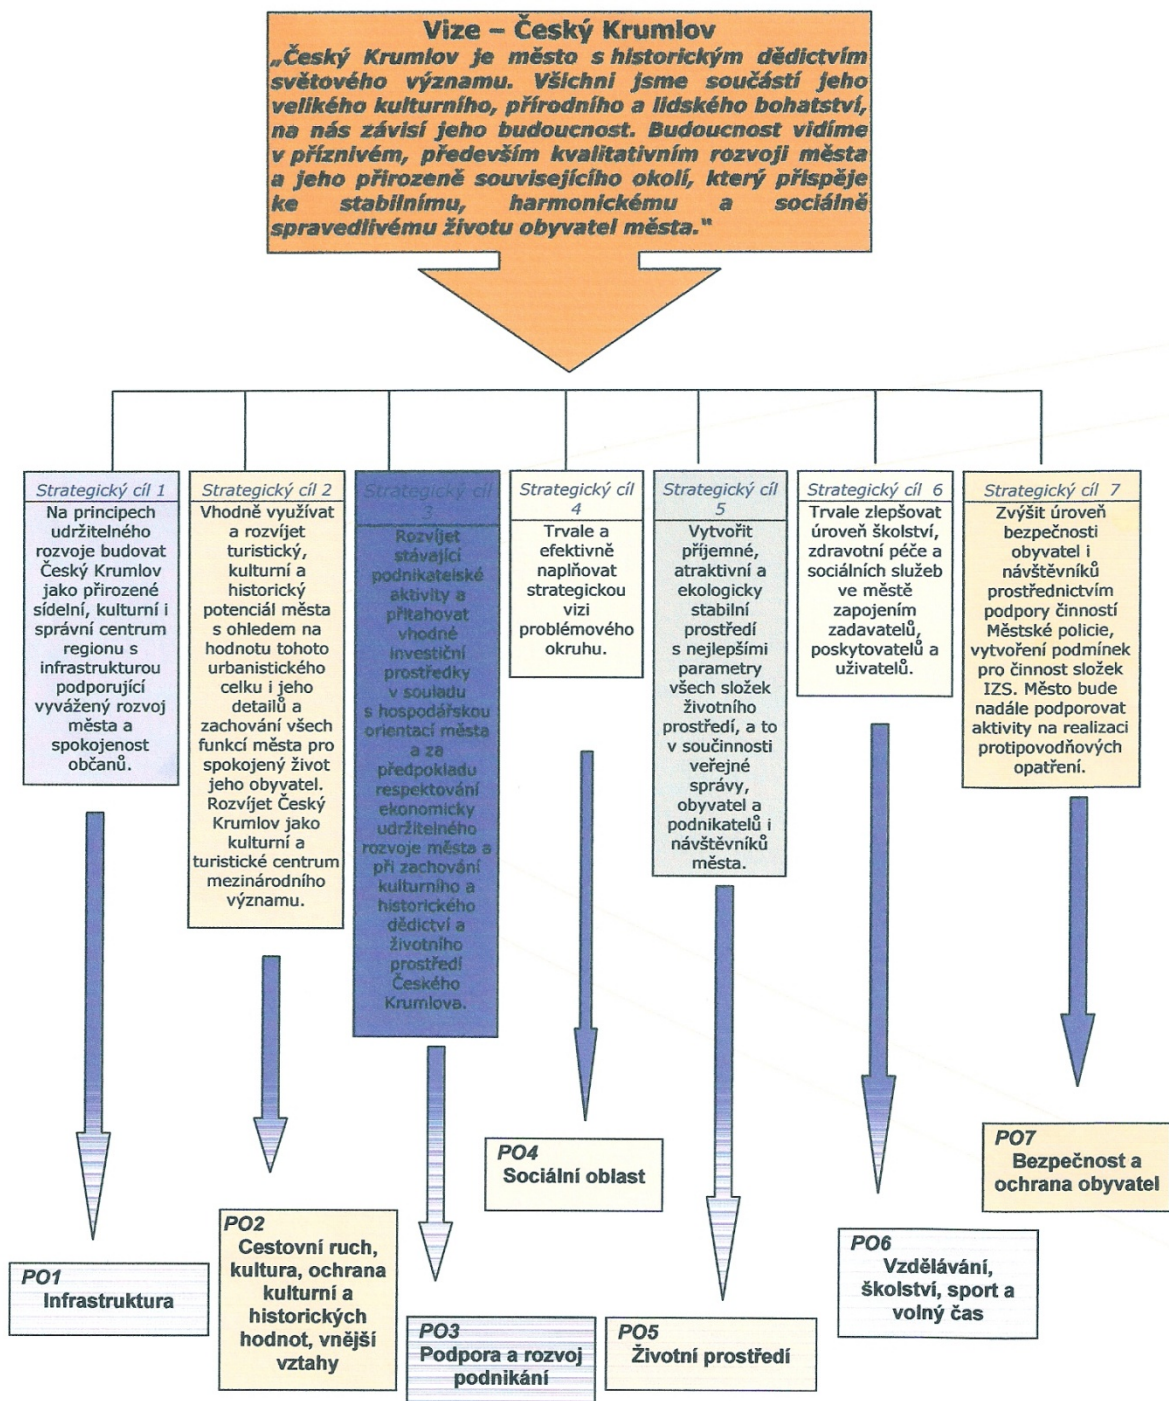 Vize – Český Krumlov
„Český Krumlov je město s historickým dědictvím
světového významu. Všichni jsme součástí jeho
velikého kulturního, přírodního a lidského bohatství,
na nás závisí jeho budoucnost. Budoucnost vidíme
v příznivém, především kvalitativním rozvoji města
a jeho přirozeně souvisejícího okolí, který přispěje
ke stabilnímu, harmonickému a sociálně
spravedlivému životu obyvatel města."
Strategický cíl 1
Na principech
udržitelného
rozvoje budovat
Český Krumlov
jako přirozené
sídelní, kulturní i
správní centrum
regionu s
infrastrukturou
podporující
vyvážený rozvoj
města a
spokojenost
občanů.
Strategický cíl 2
Vhodně využívat
a rozvíjet
turistický,
kulturní a
historický
potenciál města
s ohledem na
hodnotu tohoto
urbanistického
celku i jeho
detailů a
zachování všech
funkcí města pro
spokojený život
jeho obyvatel.
Rozvíjet Český
Krumlov jako
kulturní a
turistické centrum
mezinárodního
významu.
Strategický cíl
3
Rozvíjet
stávající
podnikatelské
aktivity a
přitahovat
vhodné
investiční
prostředky
v souladu
s hospodářskou
orientací města
a za
předpokladu
respektování
ekonomicky
udržitelného
rozvoje města a
při zachování
kulturního a
historického
dědictví a
životního
prostředí
Českého
Krumlova.
Strategický cíl
4
Trvale a
efektivně
naplňovat
strategickou
vizi
problémového
okruhu.
Strategický cíl
5
Vytvořit
příjemné,
atraktivní a
ekologicky
stabilní
prostředí
s nejlepšími
parametry
všech složek
životního
prostředí, a to
v součinnosti
veřejné
správy,
obyvatel a
podnikatelů i
návštěvníků
města.
Strategický cíl 6
Trvale zlepšovat
úroveň školství,
zdravotní péče a
sociálních služeb
ve městě
zapojením
zadavatelů,
poskytovatelů a
uživatelů.
Strategický cíl 7
Zvýšit úroveň
bezpečnosti
obyvatel i
návštěvníků
prostřednictvím
podpory činností
Městské policie,
vytvoření podmínek
pro činnost složek
IZS. Město bude
nadále podporovat
aktivity na realizaci
protipovodňových
opatření.
PO1
Infrastruktura
PO2
Cestovní ruch,
kultura, ochrana
kulturní a
historických
hodnot, vnější
vztahy
PO3
Podpora a rozvoj
podnikání
PO4
Sociální oblast
PO5
Životní prostředí
PO6
Vzdělávání,
školství, sport a
volný čas
PO7
Bezpečnost a
ochrana obyvatel